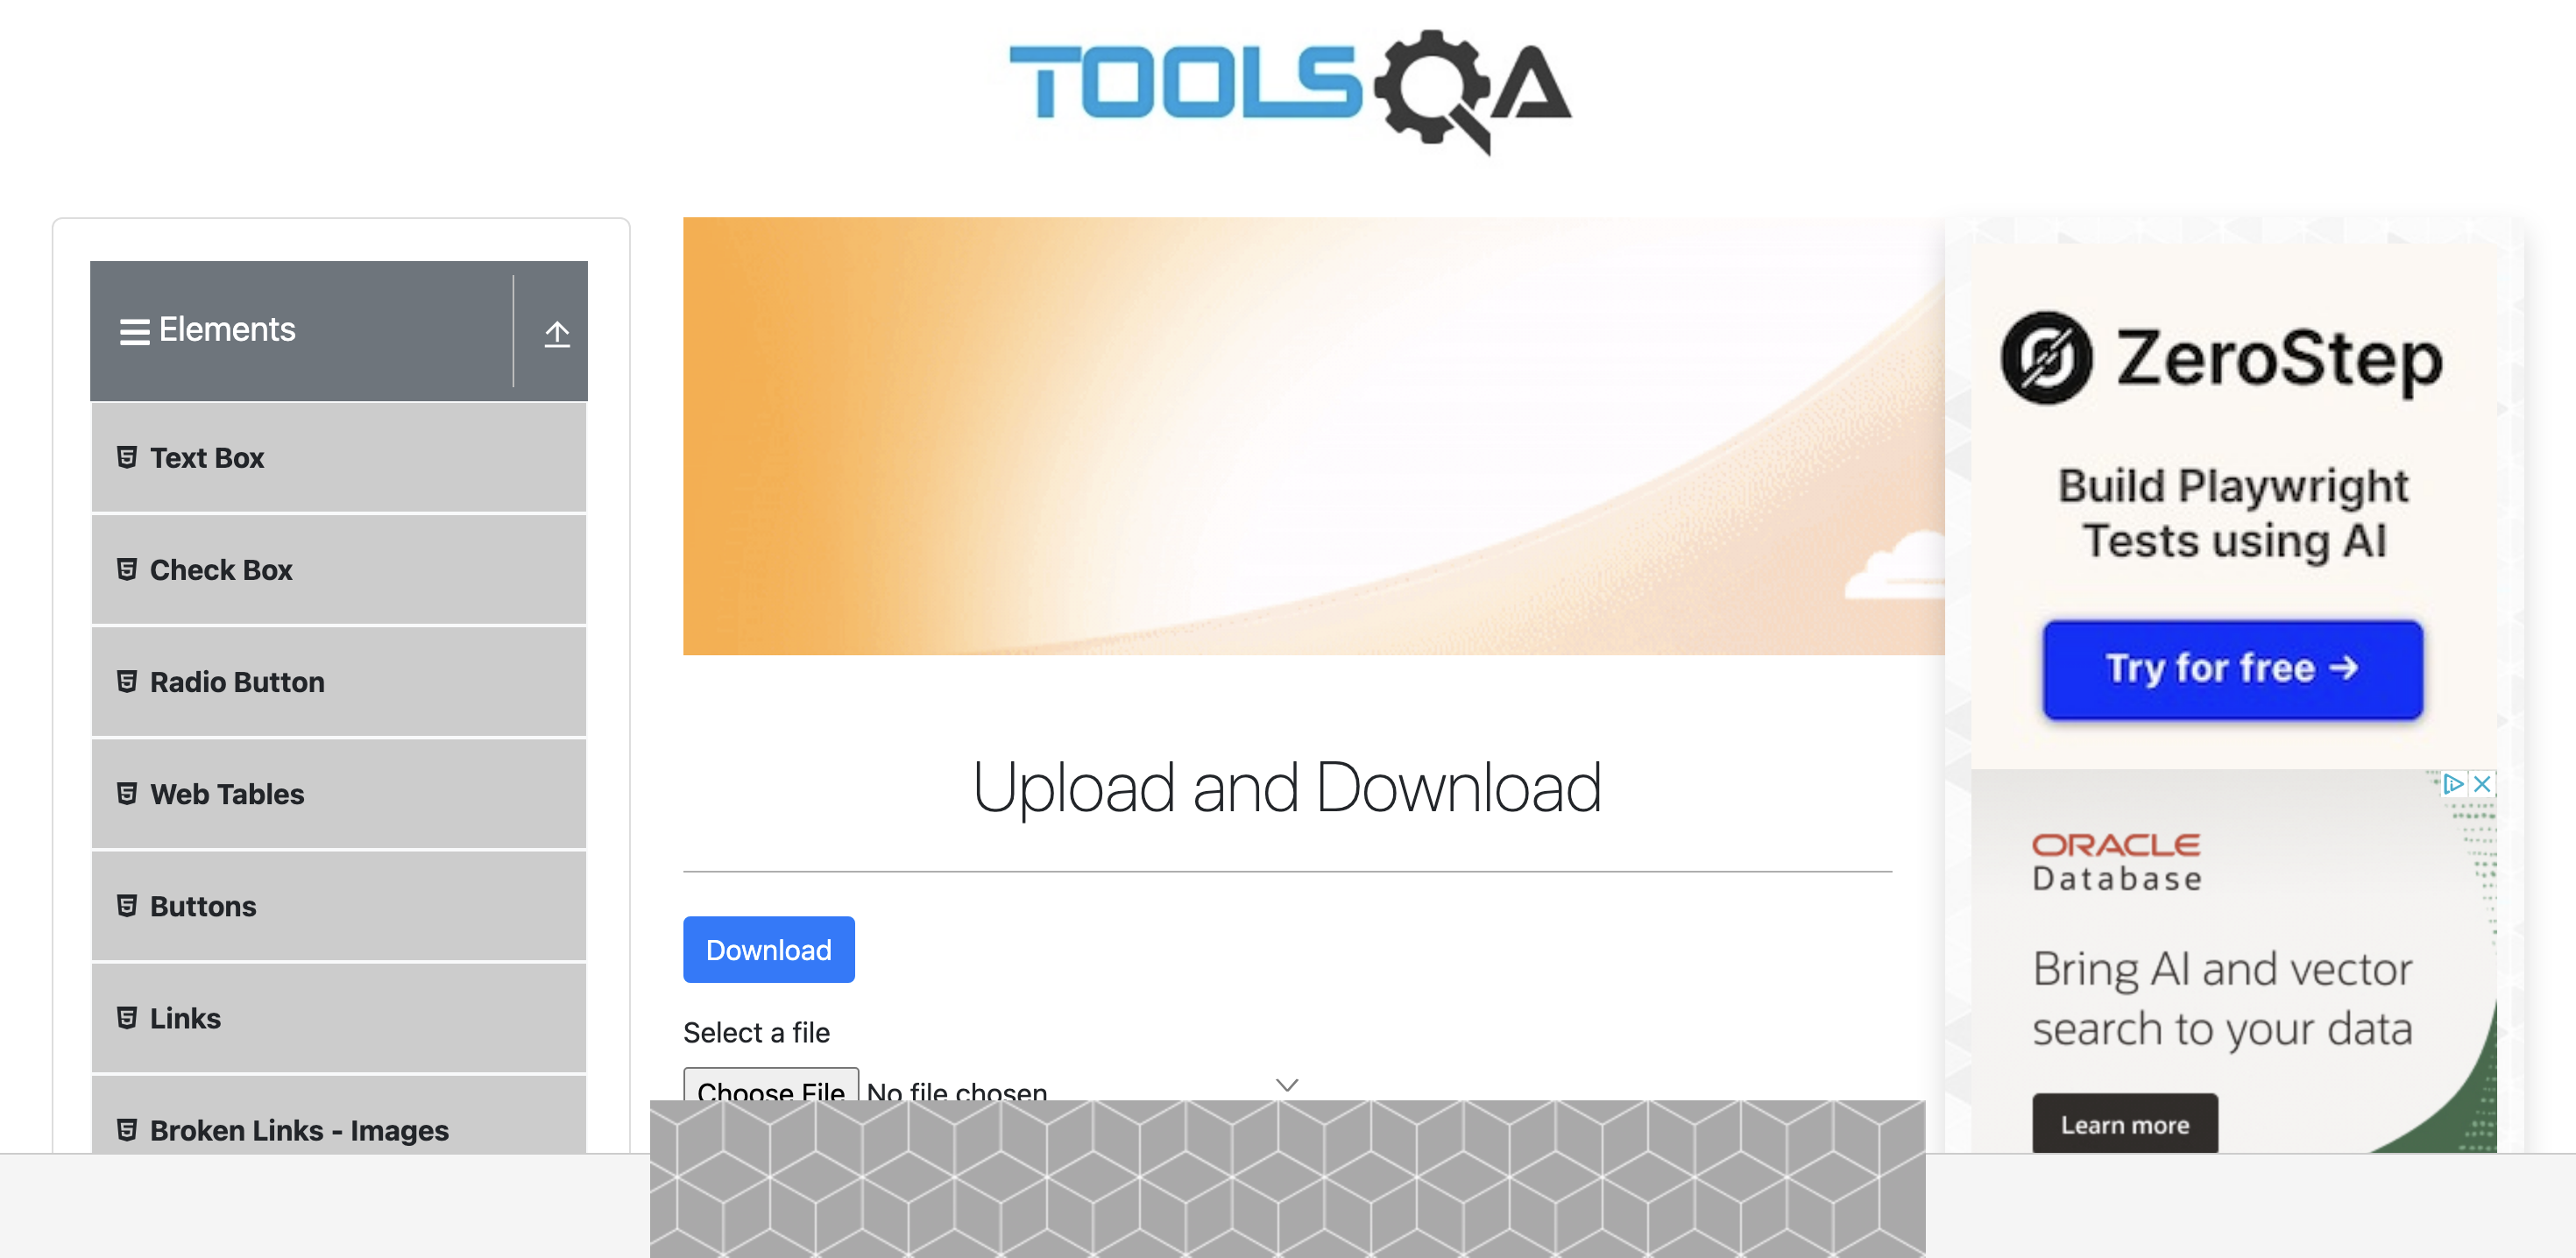 TOOLSQA
Elements
Text Box
Check Box
Radio Button
Web Tables
Buttons
Links
Broken Links - Images
Upload and Download
Download
Select a file
Choose File No file chosen
ZeroStep
Build Playwright
Tests using AI
Try for free →
ORACLE
Database
Bring AI and vector
search to your data
Learn more